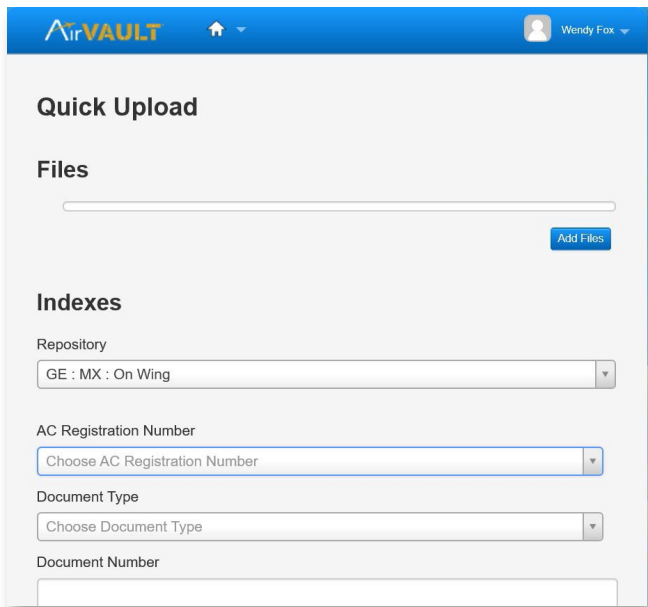 AirVAULT
Wendy Fox
Quick Upload
Files
Add Files
Indexes
Repository
GE : MX : On Wing
AC Registration Number
Choose AC Registration Number
Document Type
Choose Document Type
Document Number